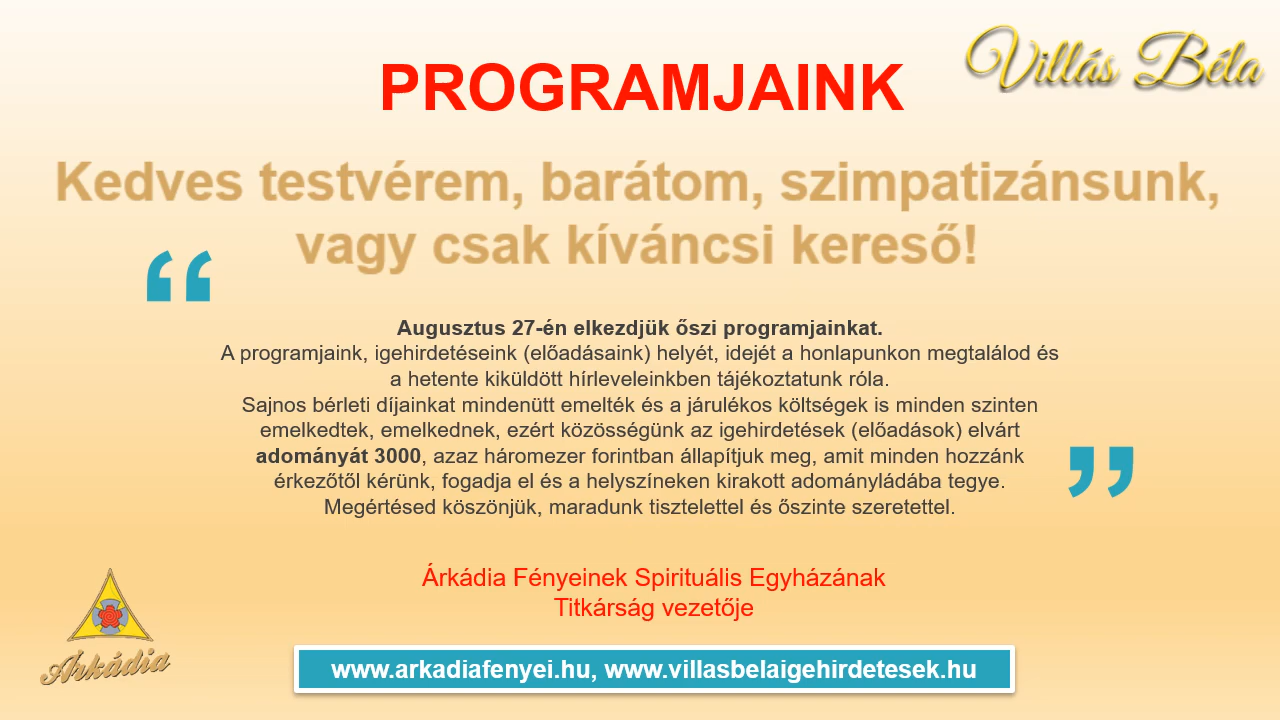 Villás Béla
PROGRAMJAINK
Kedves testvérem, barátom, szimpatizánsunk,
vagy csak kíváncsi kereső!
“
Augusztus 27-én elkezdjük őszi programjainkat.
A programjaink, igehirdetéseink (előadásaink) helyét, idejét a honlapunkon megtalálod és
a hetente kiküldött hírleveleinkben tájékoztatunk róla.
Sajnos bérleti díjainkat mindenütt emelték és a járulékos költségek is minden szinten
emelkedtek, emelkednek, ezért közösségünk az igehirdetések (előadások) elvárt
adományát 3000, azaz háromezer forintban állapítjuk meg, amit minden hozzánk
érkezőtől kérünk, fogadja el és a helyszíneken kirakott adományládába tegye.
Megértésed köszönjük, maradunk tisztelettel és őszinte szeretettel.
”
Árkádia Fényeinek Spirituális Egyházának
Titkárság vezetője
Árkádia
www.arkadiafenyei.hu, www.villasbelaigehirdetesek.hu